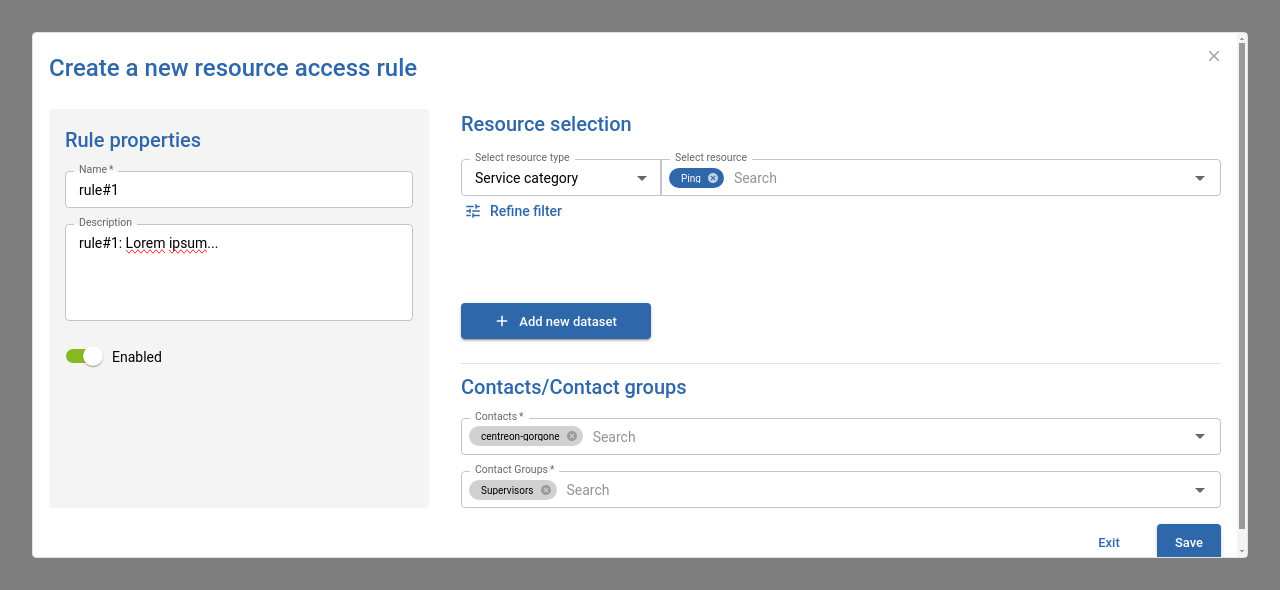 Create a new resource access rule
Rule properties
Name *
rule#1
Description
rule#1: Lorem ipsum...
Enabled
Resource selection
Select resource type
Service category
Select resource
Ping Search
Refine filter
Add new dataset
Contacts/Contact groups
Contacts *
centreon-gorgone Search
Contact Groups *
Supervisors Search
Exit Save